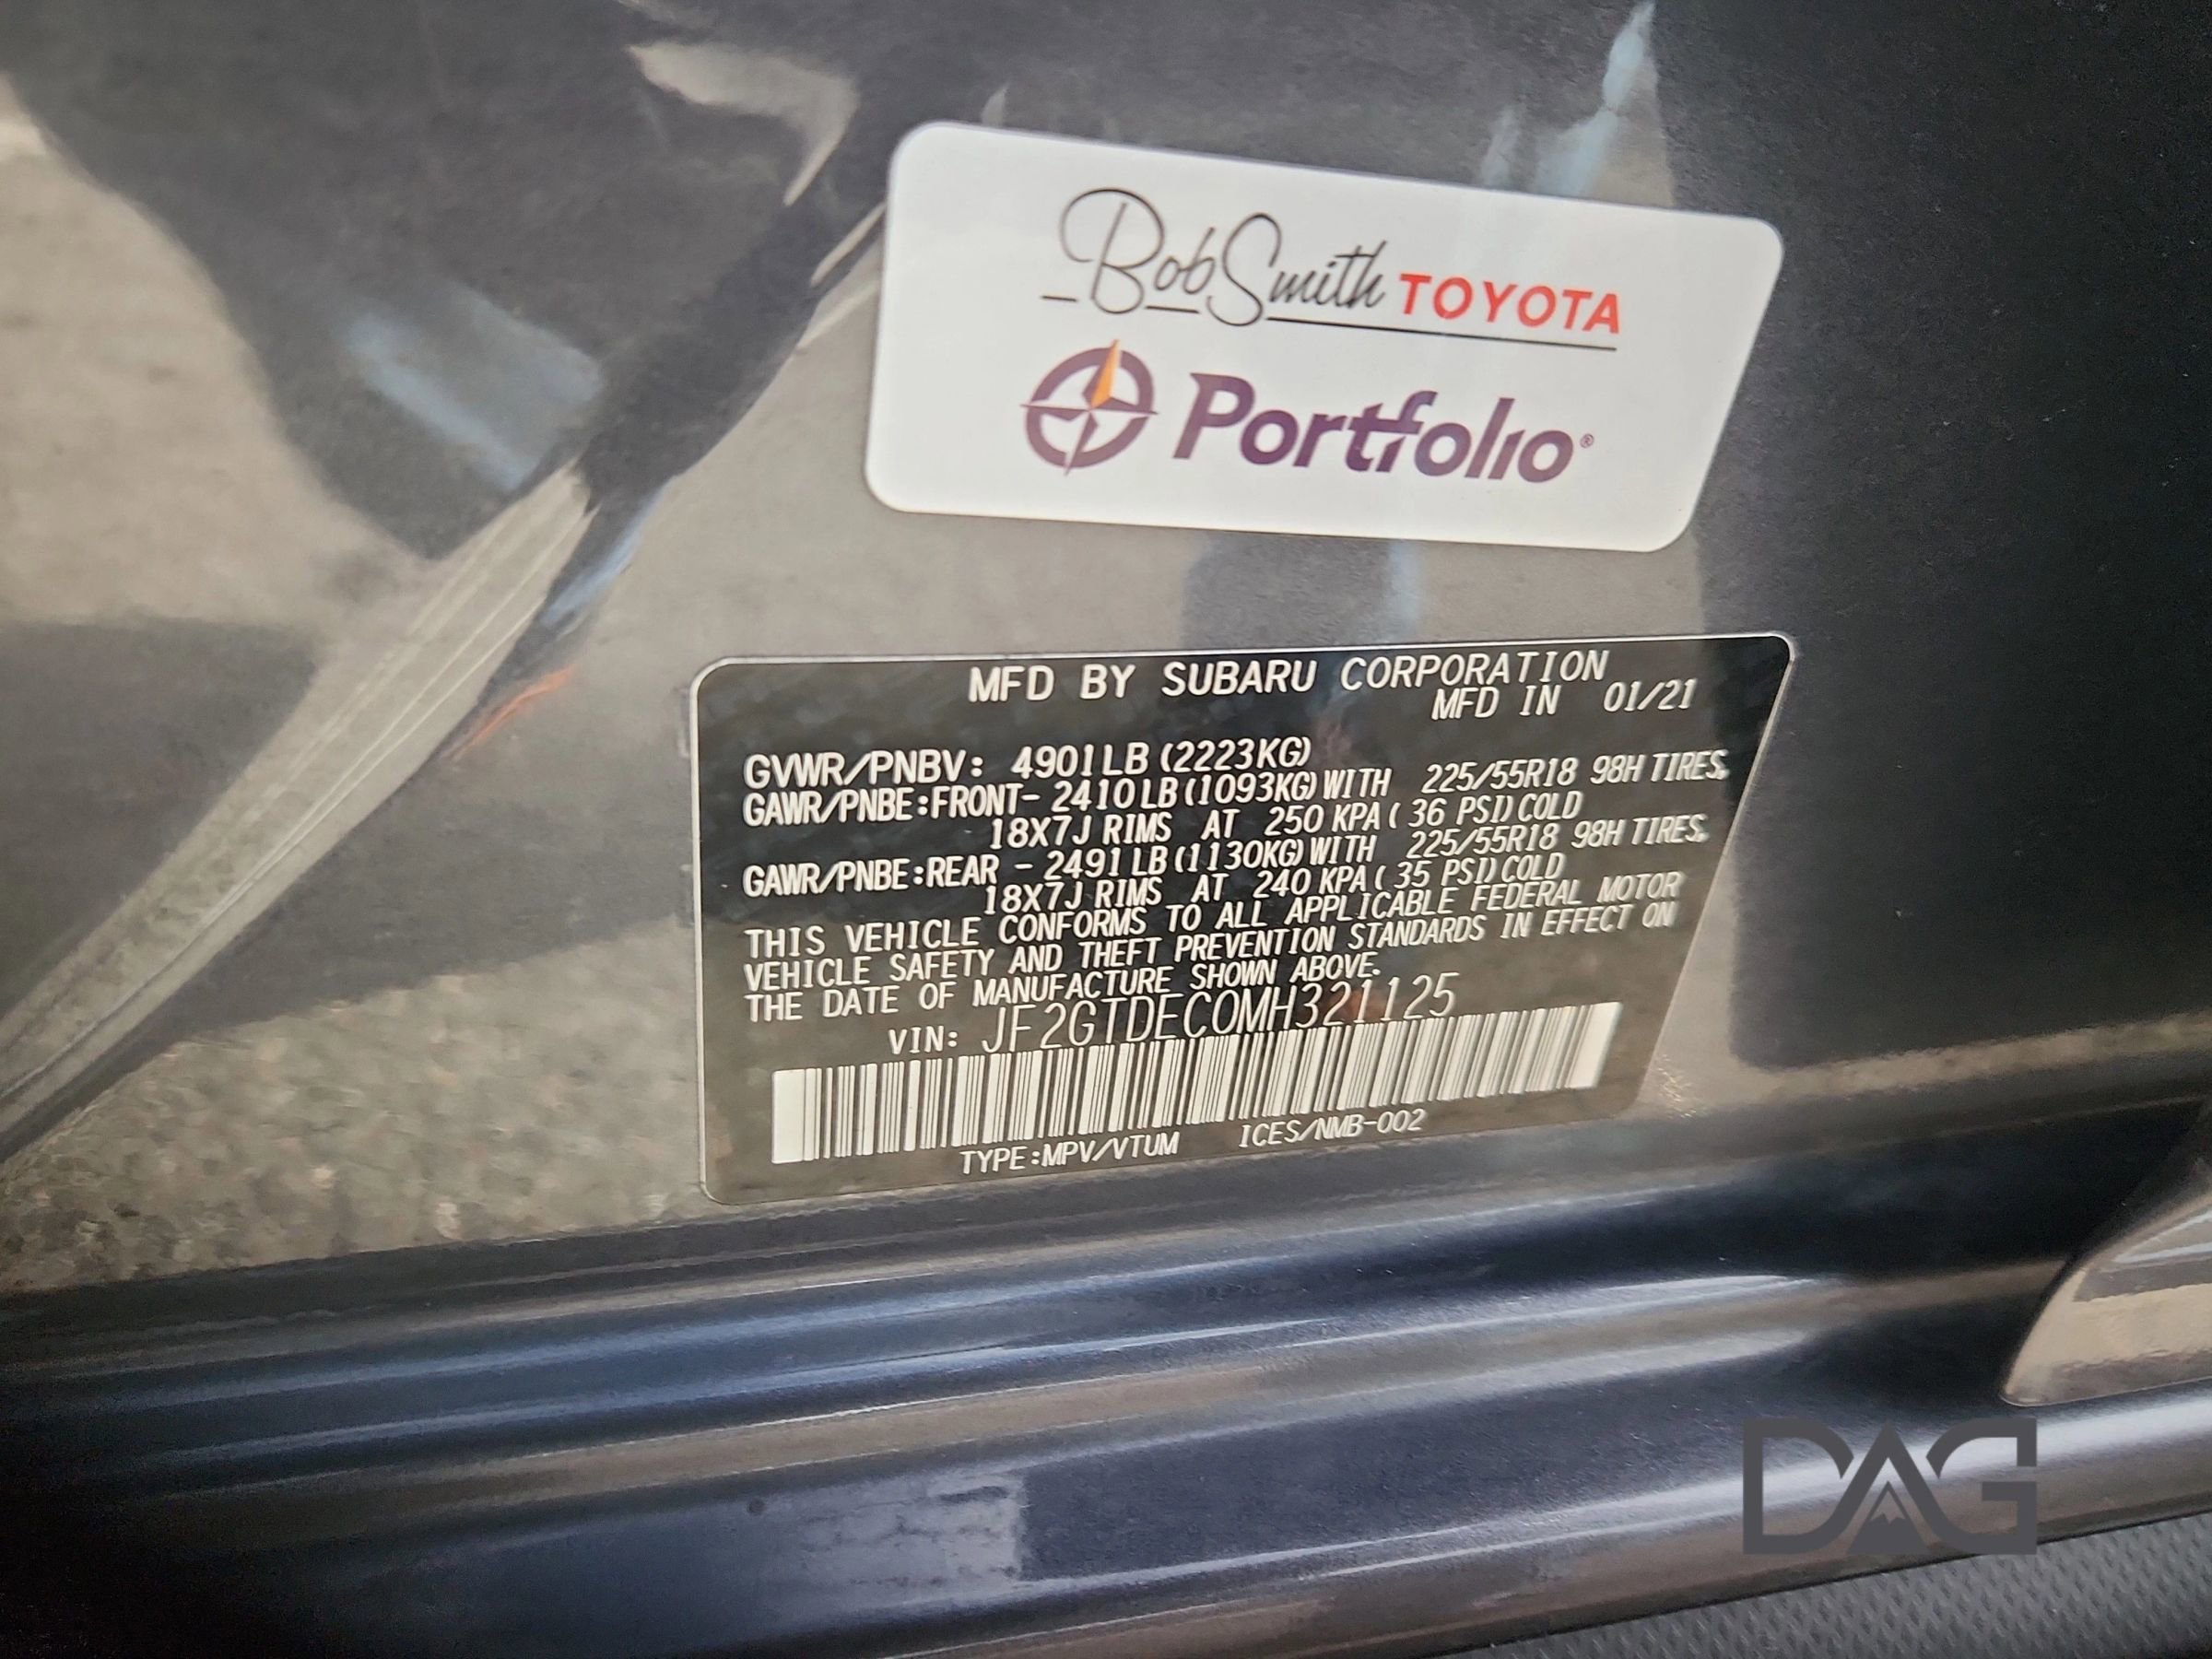 Bob Smith TOYOTA
Portfolio®
MFD BY SUBARU CORPORATION
MFD IN 01/21
GVWR/PNBV: 4901LB (2223KG)
GAWR/PNBE:FRONT- 2410LB(1093KG)WITH 225/55R18 98H TIRES,
18X7J RIMS AT 250 KPA( 36 PSI)COLD
GAWR/PNBE:REAR - 2491LB(1130KG)WITH 225/55R18 98H TIRES,
18X7J RIMS AT 240 KPA( 35 PSI)COLD
THIS VEHICLE CONFORMS TO ALL APPLICABLE FEDERAL MOTOR
VEHICLE SAFETY AND THEFT PREVENTION STANDARDS IN EFFECT ON
THE DATE OF MANUFACTURE SHOWN ABOVE.
VIN: JF2GTDEC0MH321125
TYPE:MPV/VTUM ICES/NMB-002
DAG